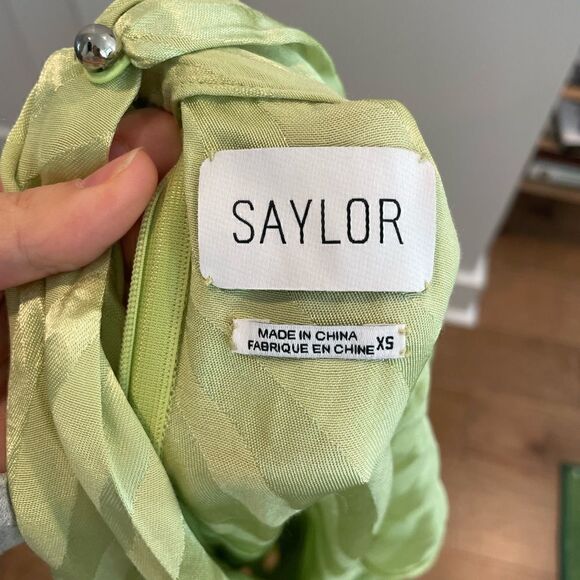 SAYLOR
MADE IN CHINA
FABRIQUE EN CHINE XS